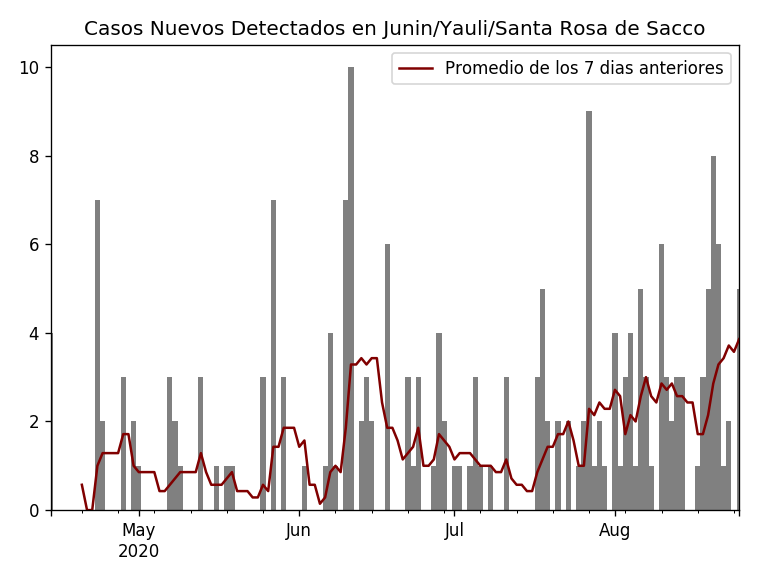 Casos Nuevos Detectados en Junin/Yauli/Santa Rosa de Sacco
Promedio de los 7 dias anteriores
10
8
6
4
2
0
May
Jun
Jul
Aug
2020